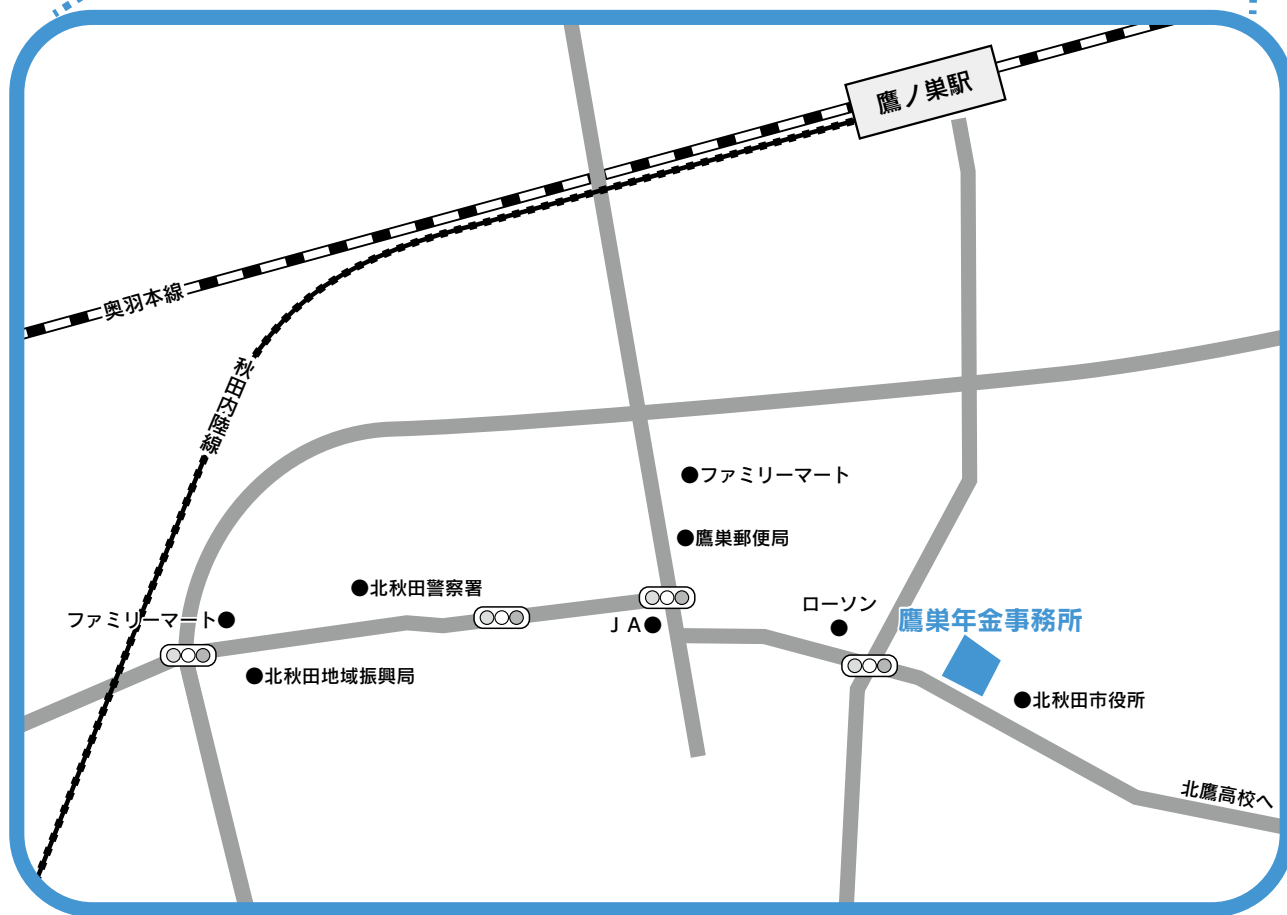 鷹ノ巣駅
奥羽本線
秋田内陸線
●ファミリーマート
●鷹巣郵便局
●北秋田警察署
ローソン
ファミリーマート●
ＪＡ●
鷹巣年金事務所
●北秋田地域振興局
●北秋田市役所
北鷹高校へ